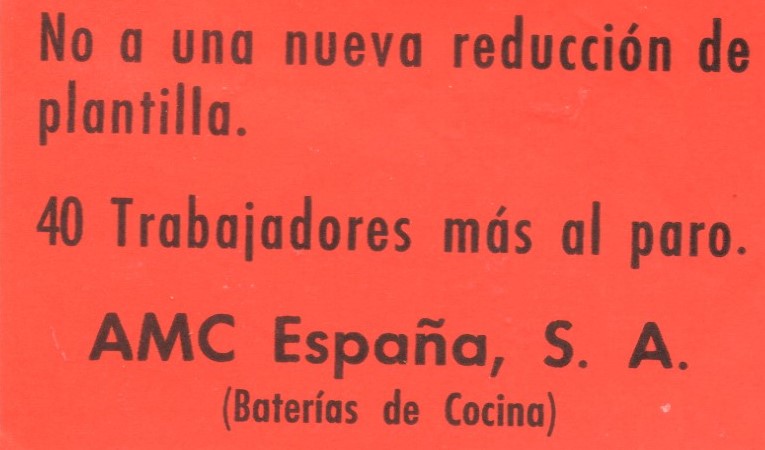 No a una nueva reducción de
plantilla.
40 Trabajadores más al paro.
AMC España, S. A.
(Baterías de Cocina)